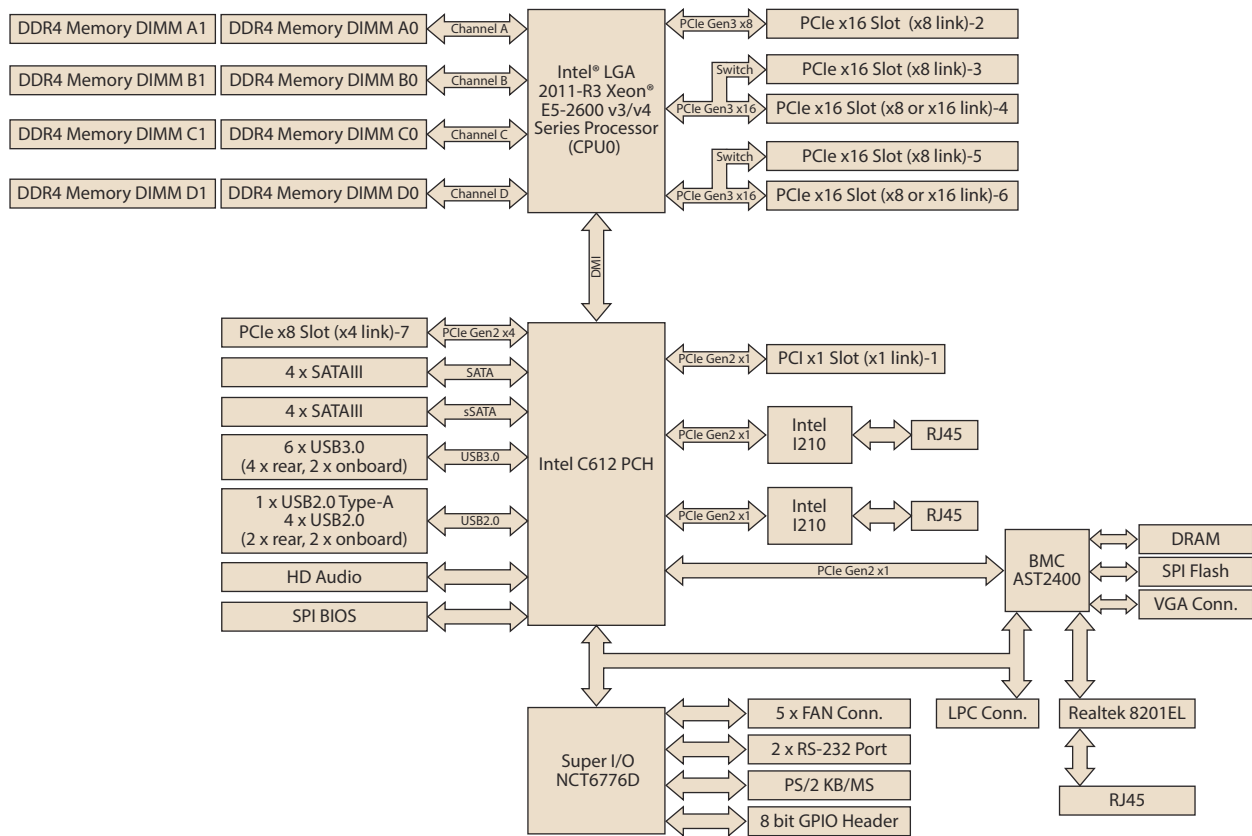 DDR4 Memory DIMM A1
DDR4 Memory DIMM A0
Channel A
DDR4 Memory DIMM B1
DDR4 Memory DIMM B0
Channel B
DDR4 Memory DIMM C1
DDR4 Memory DIMM C0
Channel C
DDR4 Memory DIMM D1
DDR4 Memory DIMM D0
Channel D
Intel® LGA
2011-R3 Xeon®
E5-2600 v3/v4
Series Processor
(CPU0)
PCIe Gen3 x8
PCIe x16 Slot (x8 link)-2
Switch
PCIe x16 Slot (x8 link)-3
PCIe Gen3 x16
PCIe x16 Slot (x8 or x16 link)-4
Switch
PCIe x16 Slot (x8 link)-5
PCIe Gen3 x16
PCIe x16 Slot (x8 or x16 link)-6
DMI
PCIe x8 Slot (x4 link)-7
PCIe Gen2 x4
4 x SATAIII
SATA
4 x SATAIII
sSATA
6 x USB3.0
(4 x rear, 2 x onboard)
USB3.0
1 x USB2.0 Type-A
4 x USB2.0
(2 x rear, 2 x onboard)
USB2.0
HD Audio
SPI BIOS
Intel C612 PCH
PCIe Gen2 x1
PCI x1 Slot (x1 link)-1
PCIe Gen2 x1
Intel
I210
RJ45
PCIe Gen2 x1
Intel
I210
RJ45
PCIe Gen2 x1
BMC
AST2400
DRAM
SPI Flash
VGA Conn.
Super I/O
NCT6776D
5 x FAN Conn.
2 x RS-232 Port
PS/2 KB/MS
8 bit GPIO Header
LPC Conn.
Realtek 8201EL
RJ45